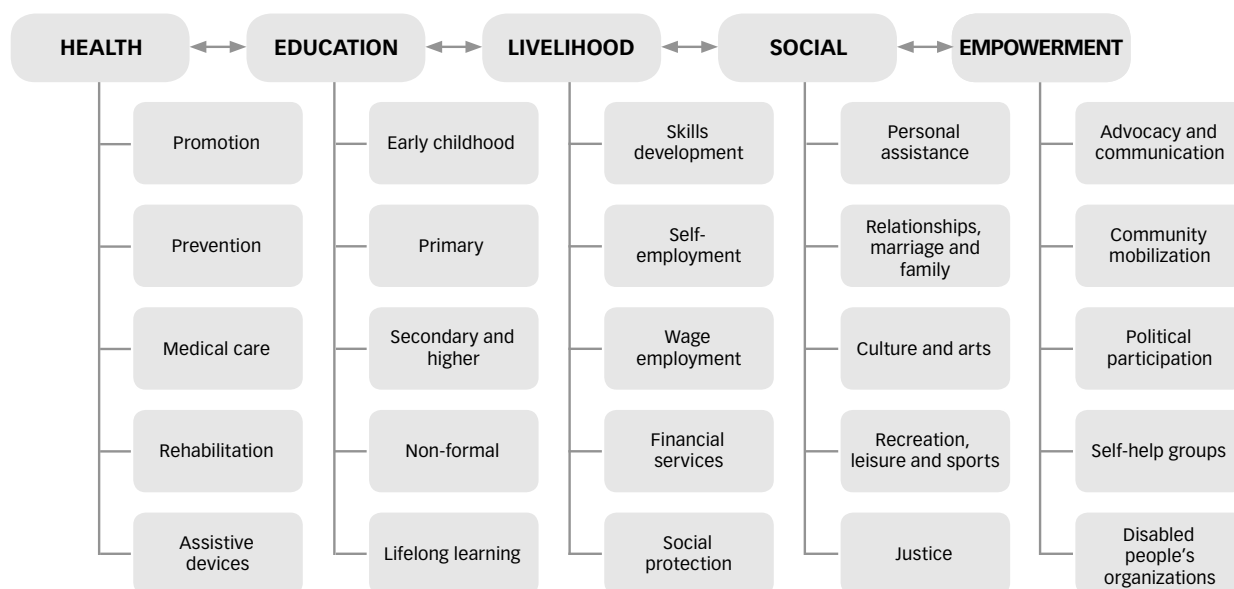 HEALTH
EDUCATION
LIVELIHOOD
SOCIAL
EMPOWERMENT
Promotion
Prevention
Medical care
Rehabilitation
Assistive
devices
Early childhood
Primary
Secondary and
higher
Non-formal
Lifelong learning
Skills
development
Self-
employment
Wage
employment
Financial
services
Social
protection
Personal
assistance
Relationships,
marriage and
family
Culture and arts
Recreation,
leisure and sports
Justice
Advocacy and
communication
Community
mobilization
Political
participation
Self-help groups
Disabled
people’s
organizations